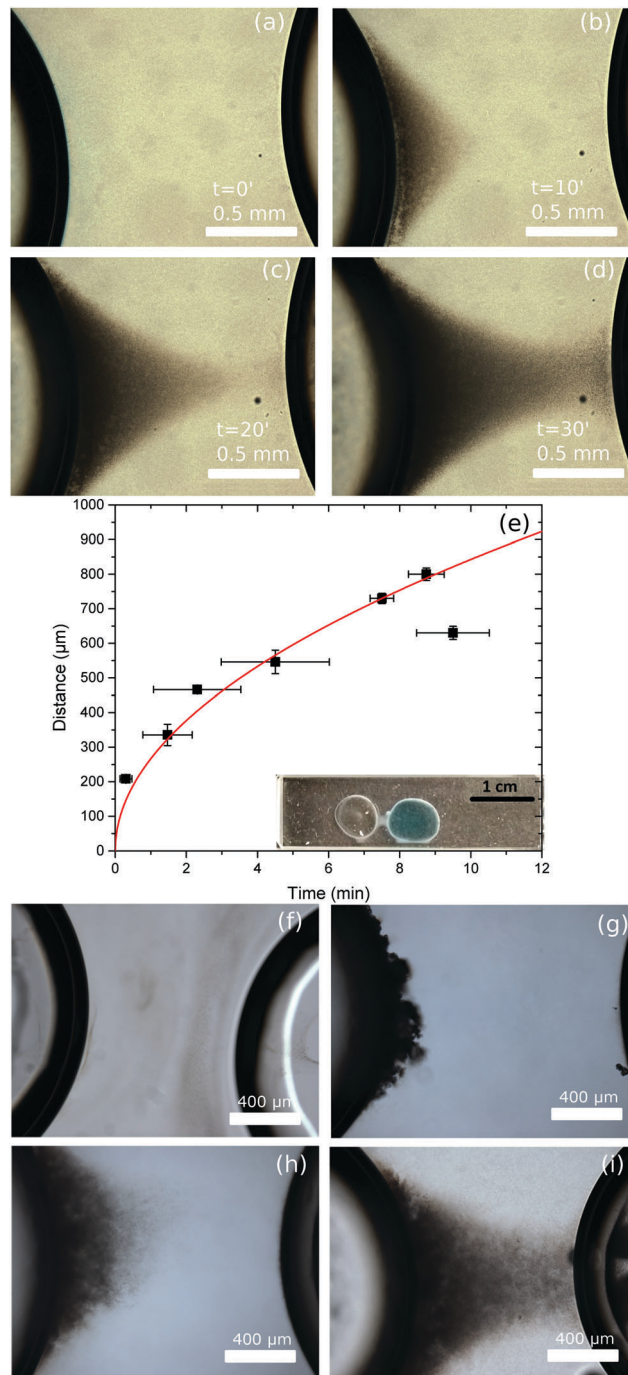 (a)
t=0'
0.5 mm
(b)
t=10'
0.5 mm
(c)
t=20'
0.5 mm
(d)
t=30'
0.5 mm
(e)
1000
900
800
700
600
500
400
300
200
100
0
Distance (µm)
1 cm
0 2 4 6 8 10 12
Time (min)
(f)
400 µm
(g)
400 µm
(h)
400 µm
(i)
400 µm